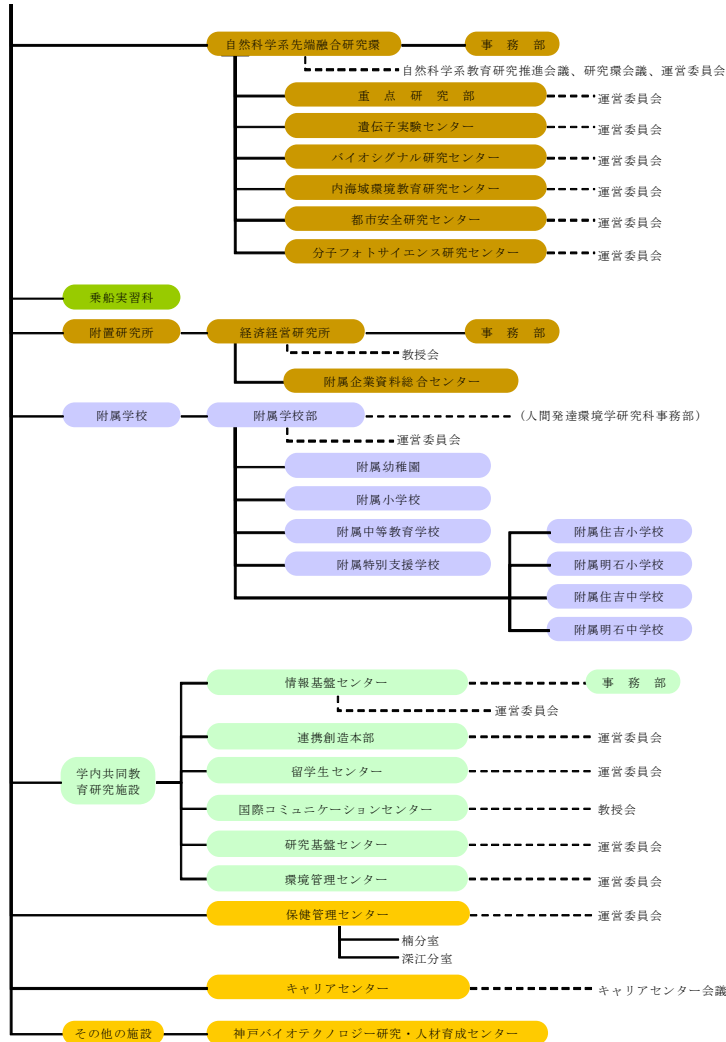 自然科学系先端融合研究環
事務部
自然科学系教育研究推進会議、研究環会議、運営委員会
重点研究部
運営委員会
遺伝子実験センター
運営委員会
バイオシグナル研究センター
運営委員会
内海域環境教育研究センター
運営委員会
都市安全研究センター
運営委員会
分子フォトサイエンス研究センター
運営委員会
乗船実習科
附置研究所
経済経営研究所
事務部
教授会
附属企業資料総合センター
附属学校
附属学校部
(人間発達環境学研究科事務部)
運営委員会
附属幼稚園
附属小学校
附属中等教育学校
附属住吉小学校
附属特別支援学校
附属明石小学校
附属住吉中学校
附属明石中学校
情報基盤センター
事務部
運営委員会
連携創造本部
運営委員会
学内共同教
育研究施設
留学生センター
運営委員会
国際コミュニケーションセンター
教授会
研究基盤センター
運営委員会
環境管理センター
運営委員会
保健管理センター
運営委員会
楠分室
深江分室
キャリアセンター
キャリアセンター会議
その他の施設
神戸バイオテクノロジー研究・人材育成センター